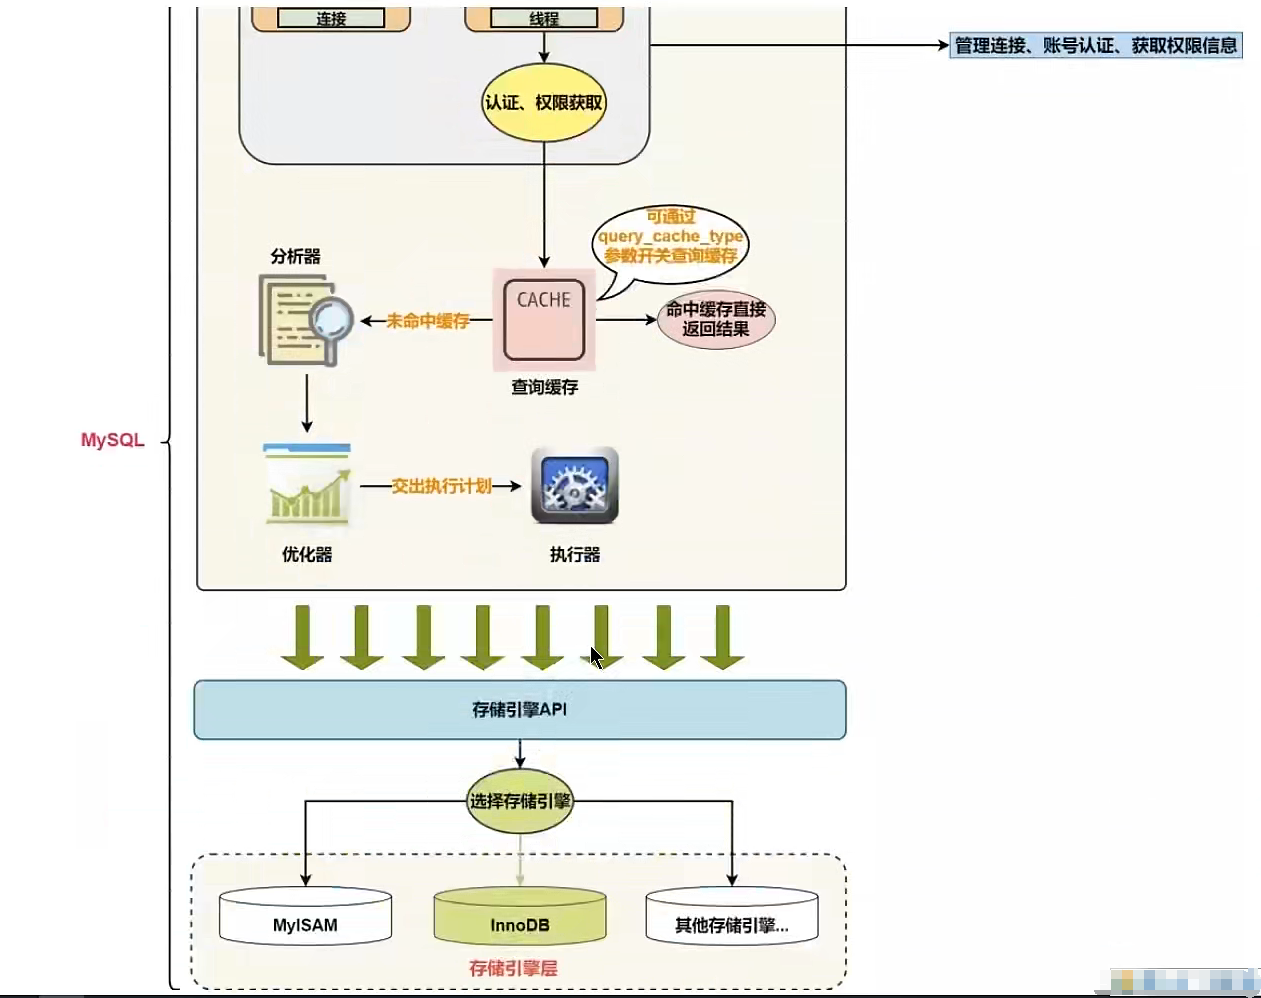 连接
线程
管理连接、账号认证、获取权限信息
认证、权限获取
可通过
query_cache_type
参数开关查询缓存
分析器
CACHE
未命中缓存
命中缓存直接
返回结果
查询缓存
MySQL
交出执行计划
优化器
执行器
存储引擎API
选择存储引擎
MyISAM
InnoDB
其他存储引擎...
存储引擎层